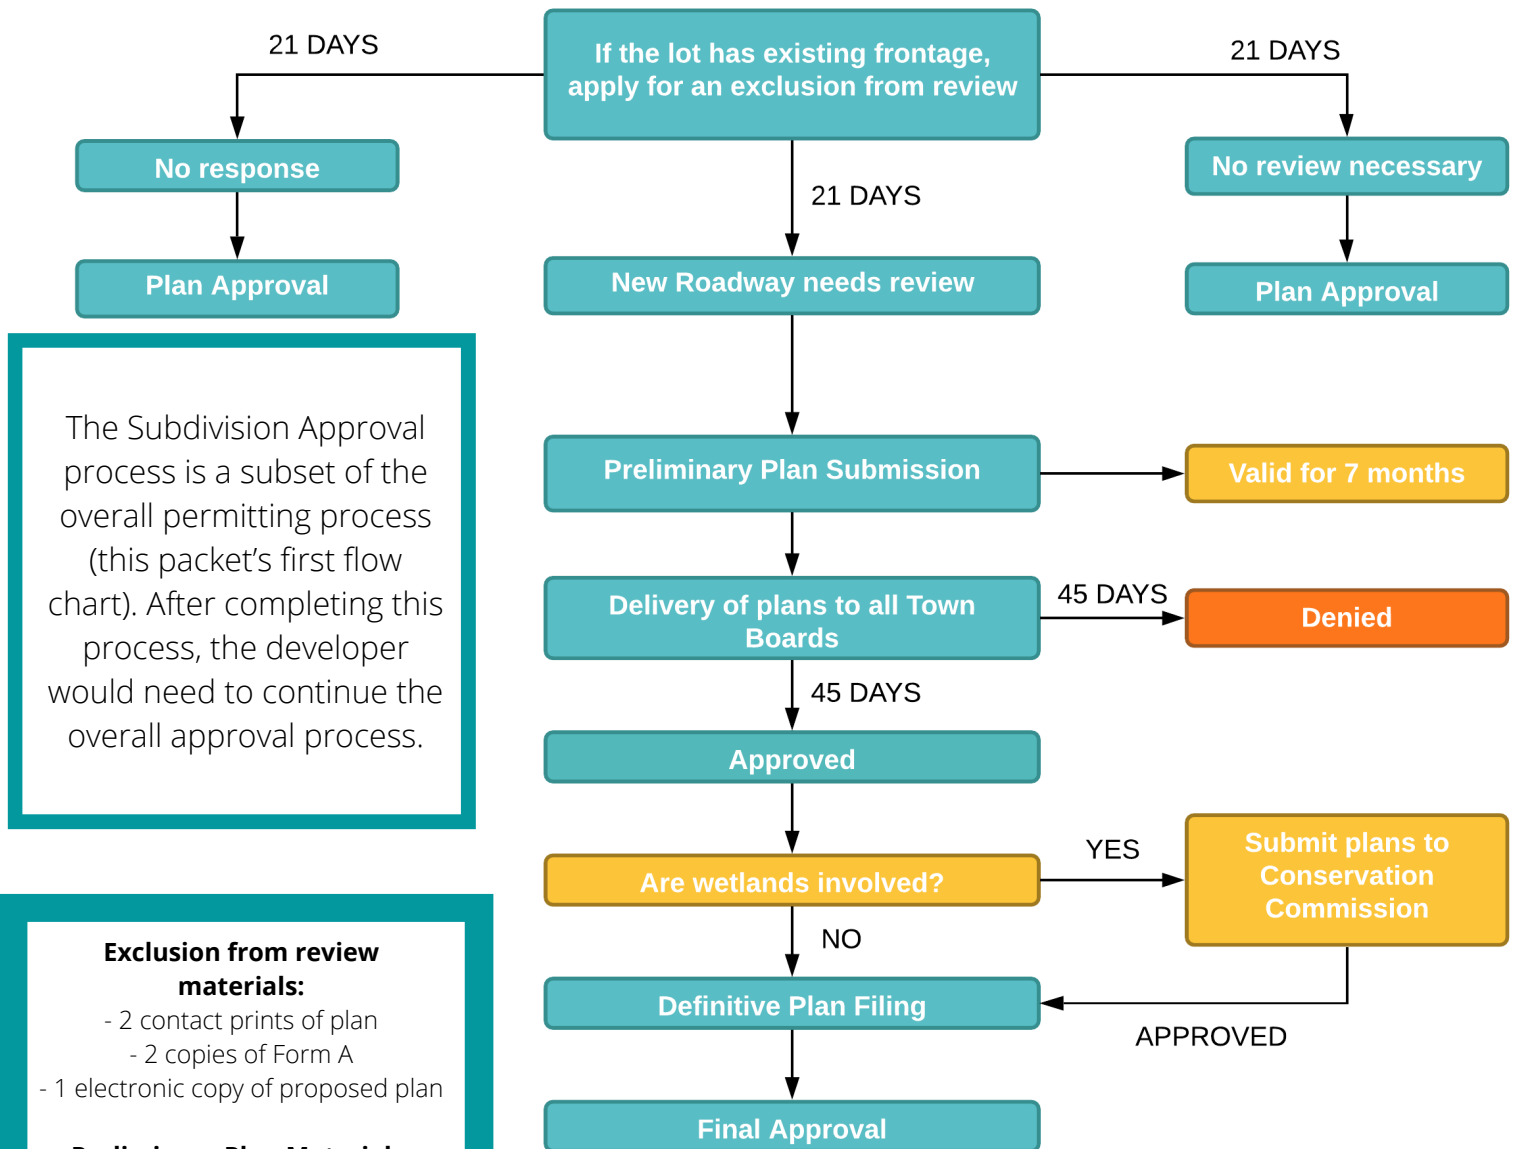 21 DAYS
If the lot has existing frontage,
apply for an exclusion from review
21 DAYS
No response
21 DAYS
No review necessary
Plan Approval
New Roadway needs review
Plan Approval
The Subdivision Approval
process is a subset of the
overall permitting process
(this packet’s first flow
chart). After completing this
process, the developer
would need to continue the
overall approval process.
Preliminary Plan Submission
Valid for 7 months
Delivery of plans to all Town
Boards
45 DAYS
Denied
45 DAYS
Approved
Are wetlands involved?
YES
Submit plans to
Conservation
Commission
NO
Definitive Plan Filing
APPROVED
Final Approval
Exclusion from review
materials:
- 2 contact prints of plan
- 2 copies of Form A
- 1 electronic copy of proposed plan